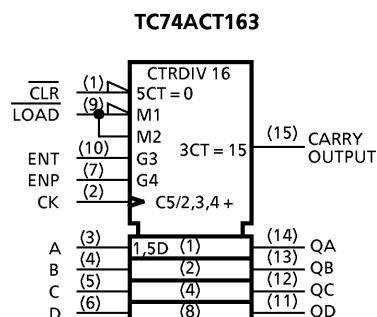 TC74ACT163
CTRDIV 16
CLR (1) 5CT = 0
LOAD (9) M1
M2
ENT (10) G3 3CT = 15 (15) CARRY OUTPUT
ENP (7) G4
CK (2) C5/2,3,4 +
A (3) 1,5D (1) (14) QA
B (4) (2) (13) QB
C (5) (4) (12) QC
D (6) (8) (11) QD